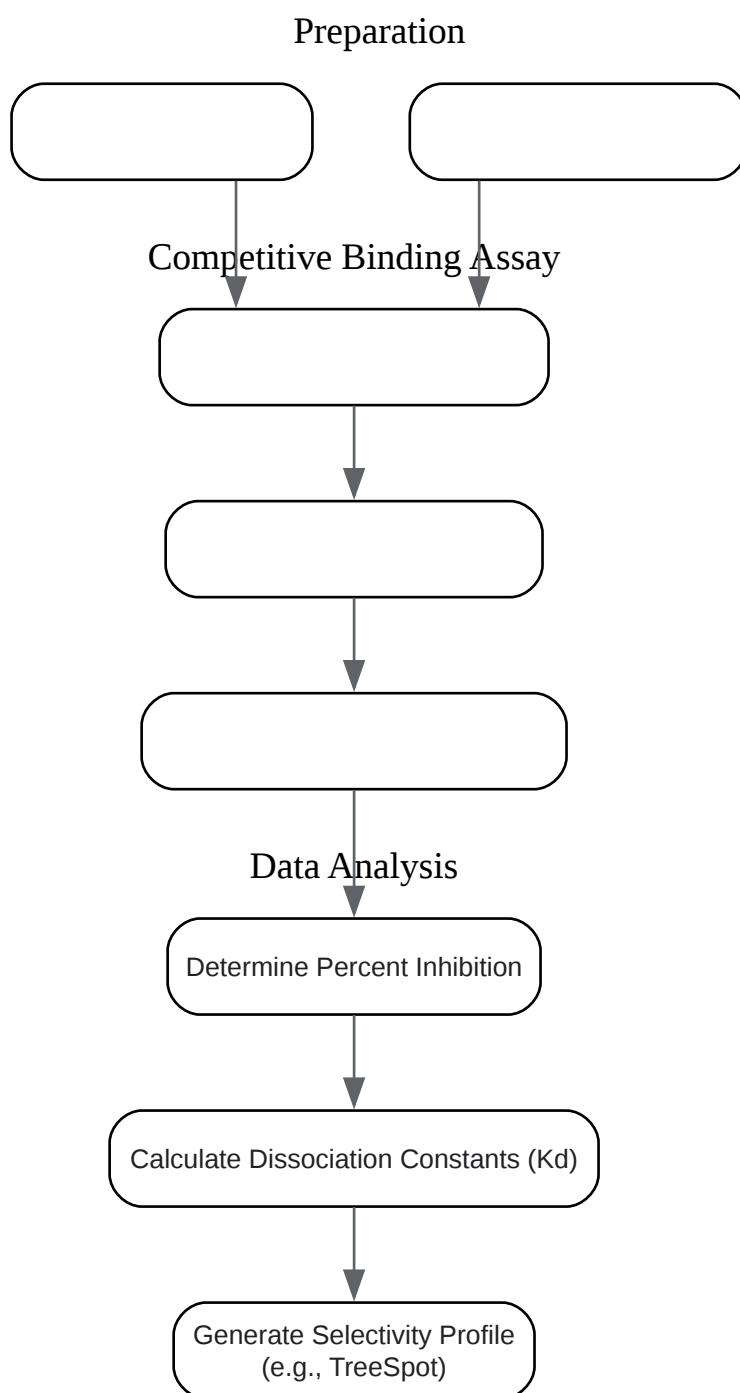 Preparation
Competitive Binding Assay
Data Analysis
Determine Percent Inhibition
Calculate Dissociation Constants (Kd)
Generate Selectivity Profile
(e.g., TreeSpot)